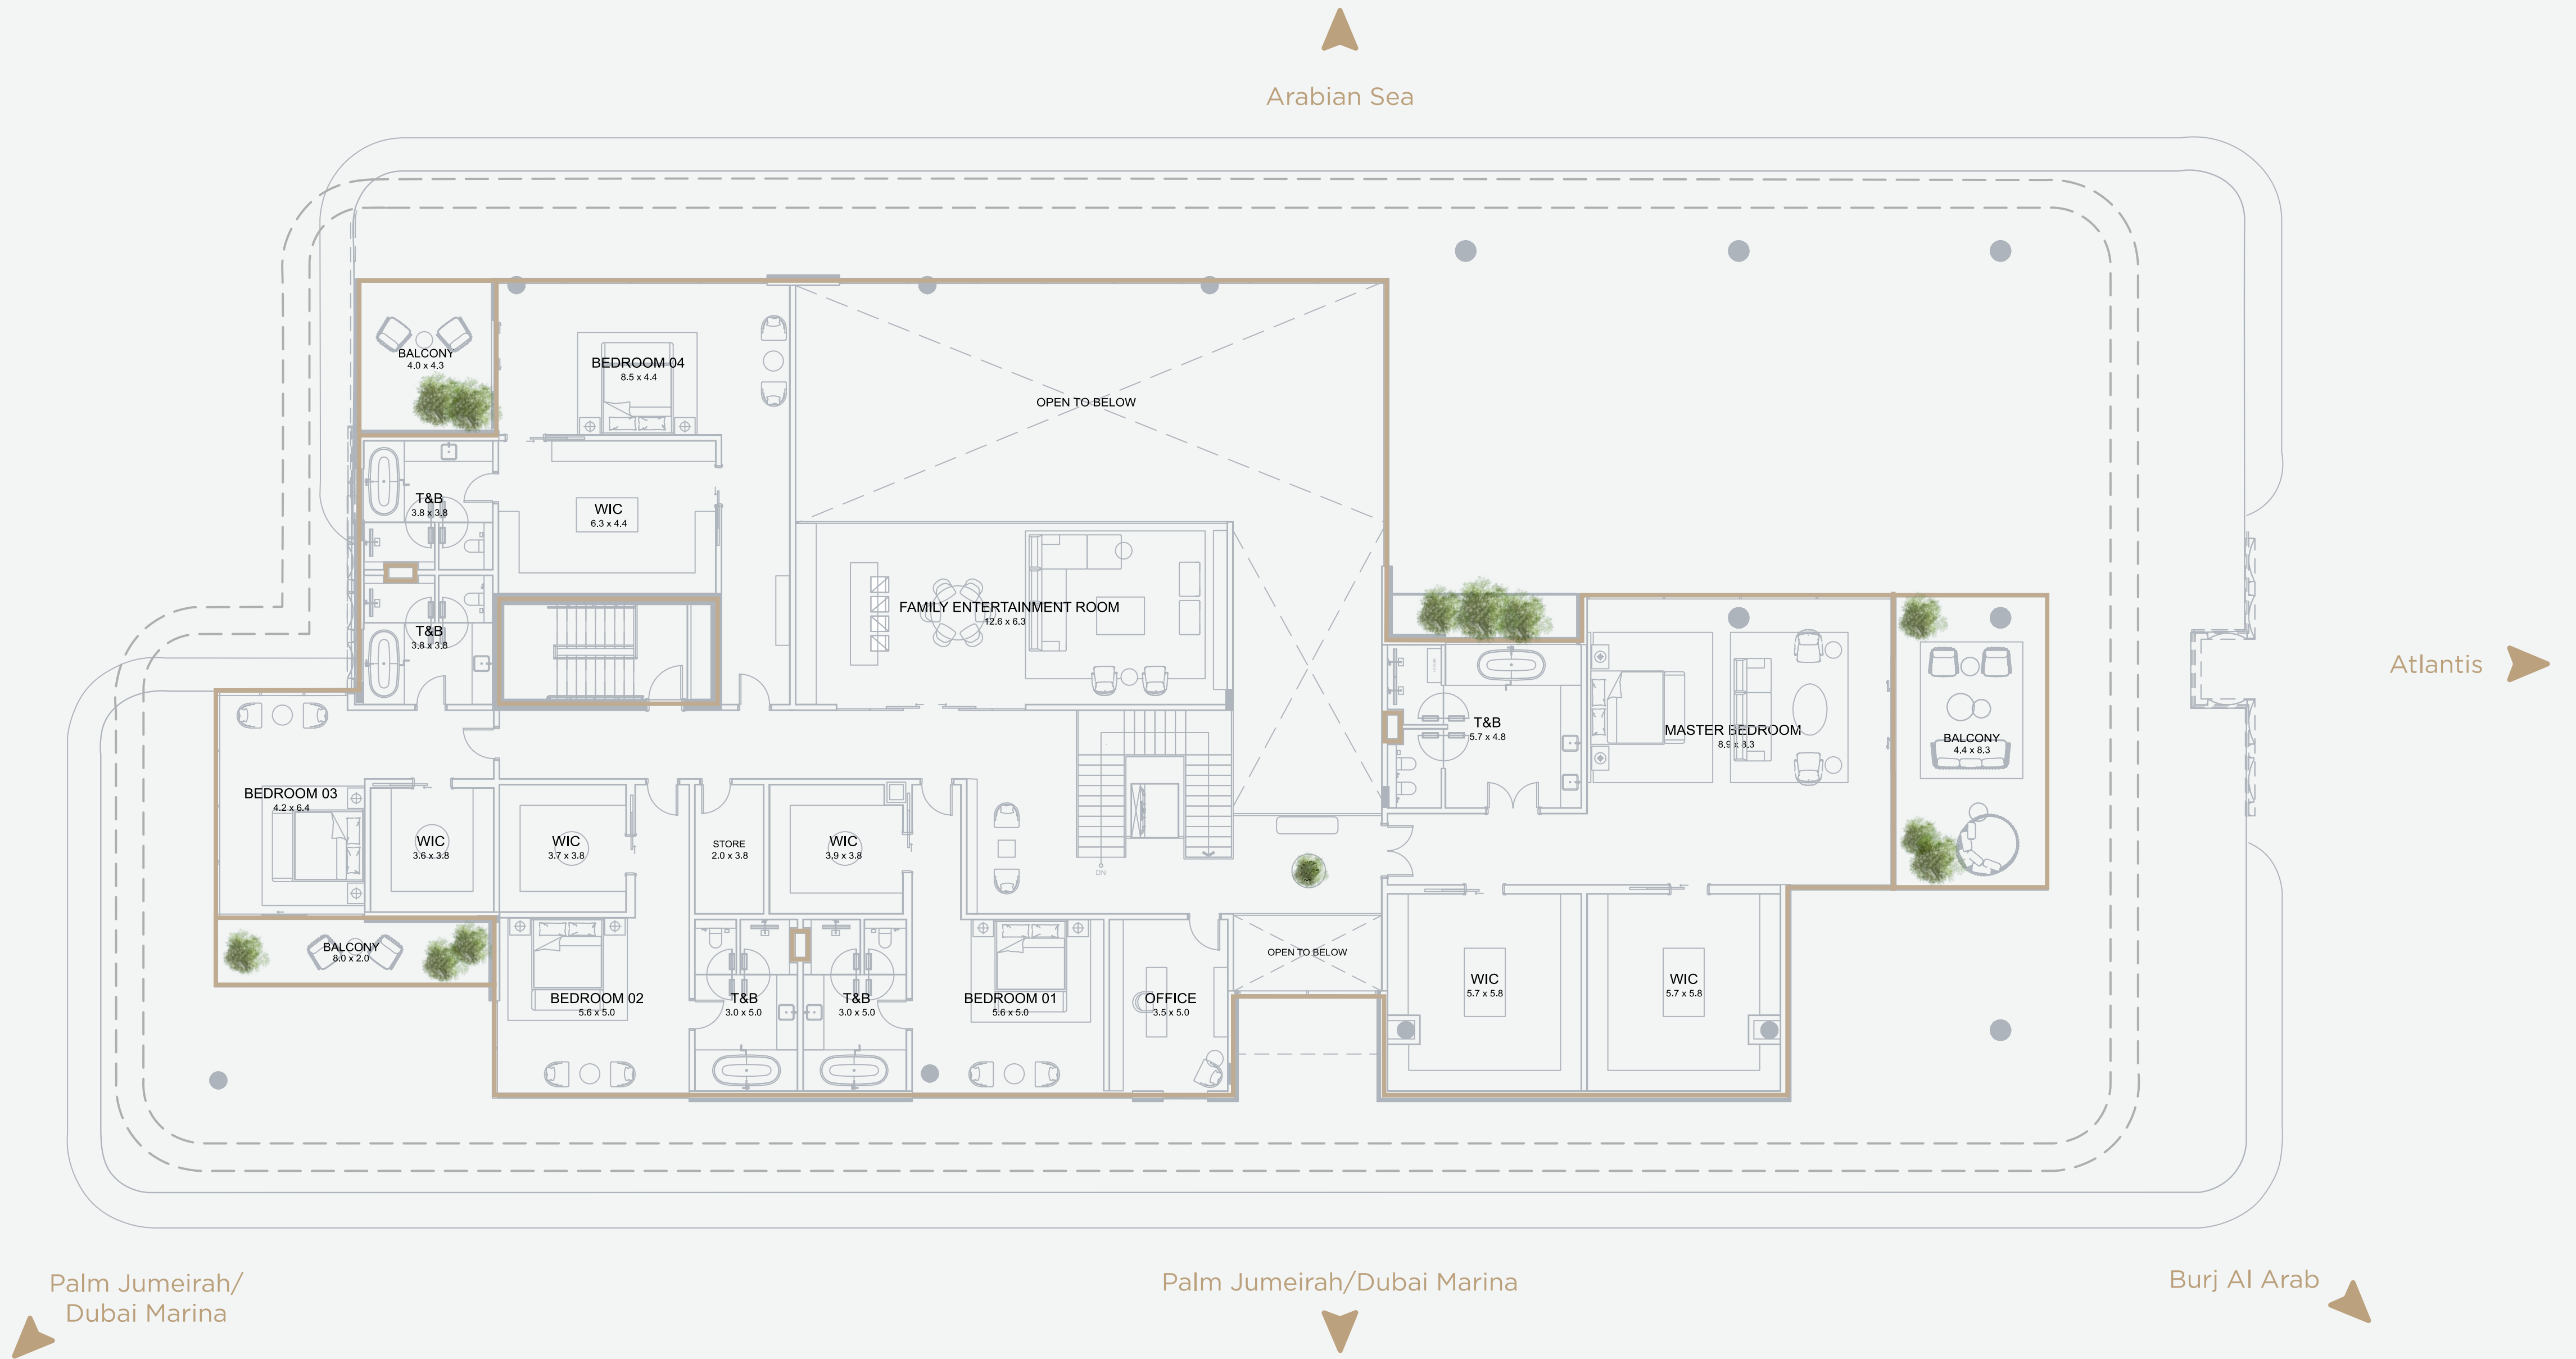 Arabian Sea
BALCONY
4.0 x 4.3
BEDROOM 04
8.5 x 4.4
OPEN TO BELOW
T&B
3.8 x 3.8
WIC
6.3 x 4.4
T&B
3.8 x 3.8
FAMILY ENTERTAINMENT ROOM
12.6 x 6.3
Atlantis
T&B
5.7 x 4.8
MASTER BEDROOM
8.9 x 8.3
BALCONY
4.4 x 8.3
BEDROOM 03
4.2 x 6.4
WIC
3.6 x 3.8
WIC
3.7 x 3.8
STORE
2.0 x 3.8
WIC
3.9 x 3.8
DN
BALCONY
8.0 x 2.0
OPEN TO BELOW
BEDROOM 02
5.6 x 5.0
T&B
3.0 x 5.0
T&B
3.0 x 5.0
BEDROOM 01
5.6 x 5.0
OFFICE
3.5 x 5.0
WIC
5.7 x 5.8
WIC
5.7 x 5.8
Palm Jumeirah/
Dubai Marina
Palm Jumeirah/Dubai Marina
Burj Al Arab